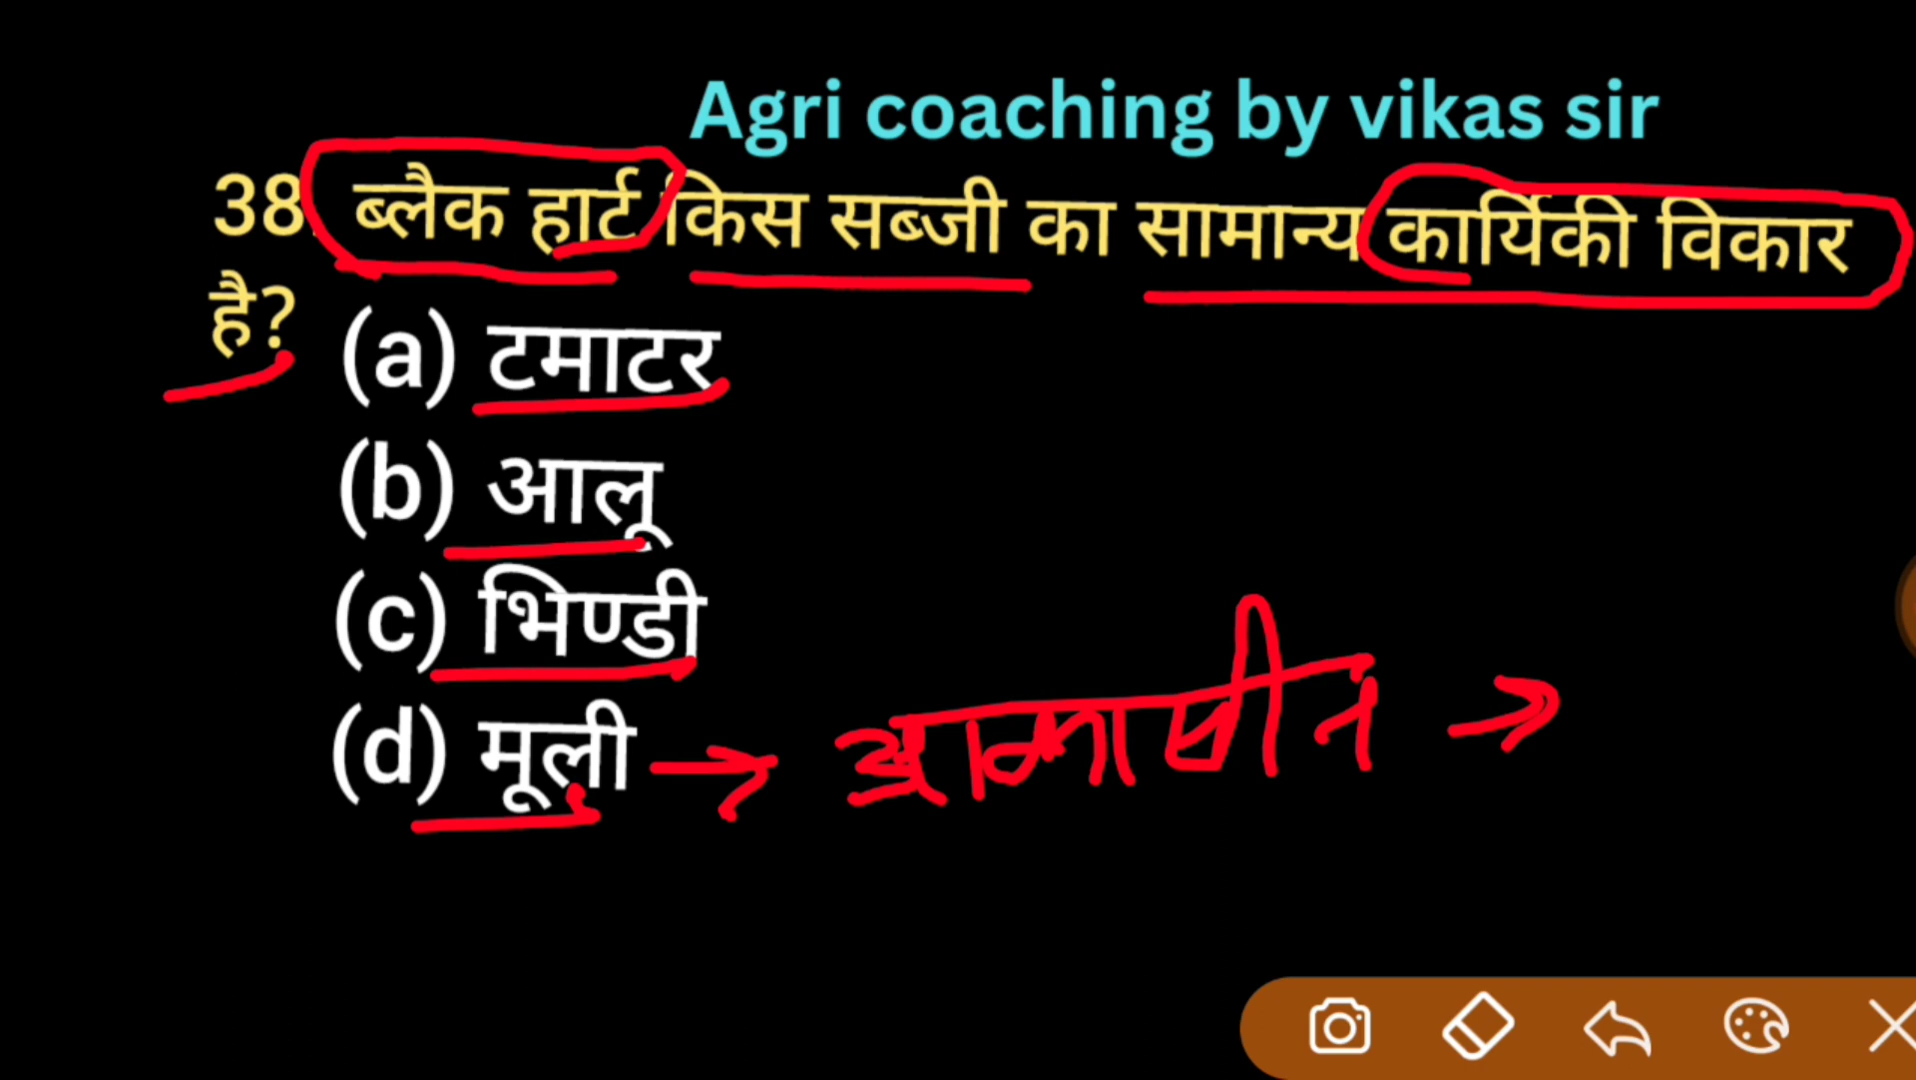 Agri coaching by vikas sir
38. ब्लैक हार्ट किस सब्जी का सामान्य कार्यिकी विकार
है?
(a) टमाटर
(b) आलू
(c) भिण्डी
(d) मूली →
→